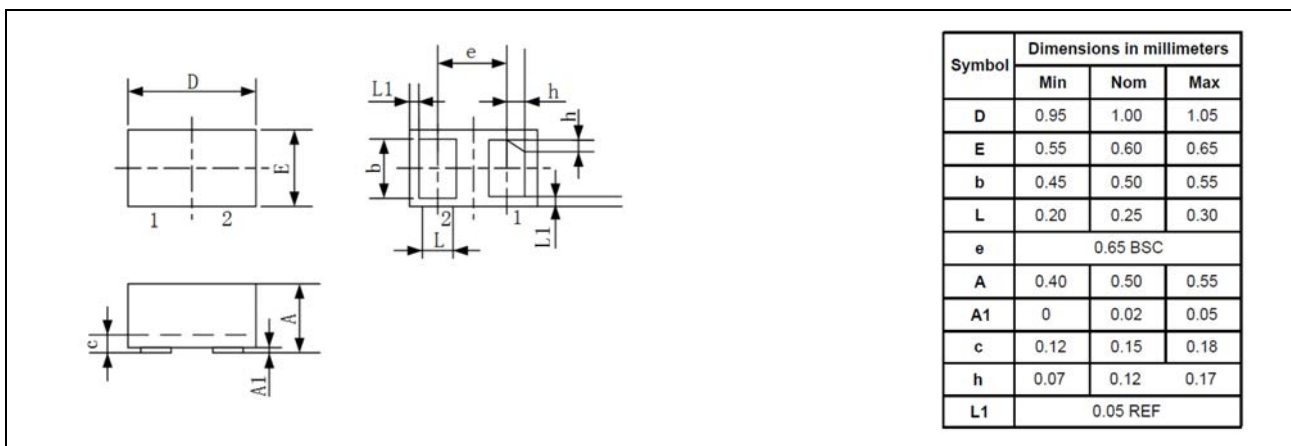 D
E
1 2
e
L1
h
h
b
2 1
L
L1
A
c
A1
Symbol Dimensions in millimeters
Min Nom Max
D 0.95 1.00 1.05
E 0.55 0.60 0.65
b 0.45 0.50 0.55
L 0.20 0.25 0.30
e 0.65 BSC
A 0.40 0.50 0.55
A1 0 0.02 0.05
c 0.12 0.15 0.18
h 0.07 0.12 0.17
L1 0.05 REF